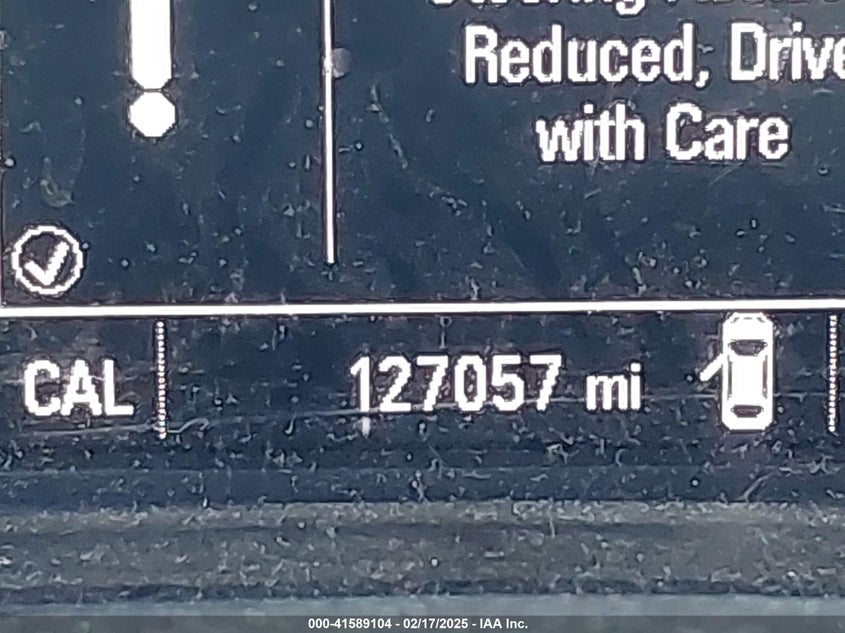 Reduced, Drive
with Care
CAL
127057 mi
000-41589104 - 02/17/2025 - IAA Inc.